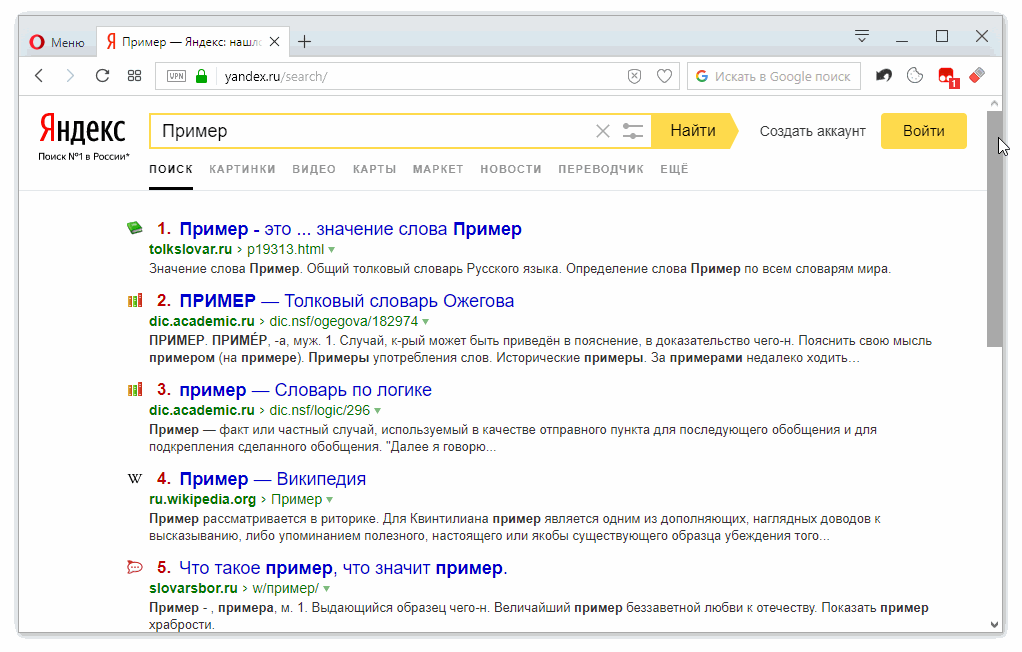 Меню
Пример — Яндекс: нашло
VPN
yandex.ru/search/
Искать в Google поиск
1
Яндекс
Поиск №1 в России*
Пример
Найти
Создать аккаунт
Войти
ПОИСК КАРТИНКИ ВИДЕО КАРТЫ МАРКЕТ НОВОСТИ ПЕРЕВОДЧИК ЕЩЁ
1. Пример - это ... значение слова Пример
tolkslovar.ru › p19313.html
Значение слова Пример. Общий толковый словарь Русского языка. Определение слова Пример по всем словарям мира.
2. ПРИМЕР — Толковый словарь Ожегова
dic.academic.ru › dic.nsf/ogegova/182974
ПРИМЕР. ПРИМЕ́Р, -а, муж. 1. Случай, к-рый может быть приведён в пояснение, в доказательство чего-н. Пояснить свою мысль
примером (на примере). Примеры употребления слов. Исторические примеры. За примерами недалеко ходить…
3. пример — Словарь по логике
dic.academic.ru › dic.nsf/logic/296
Пример — факт или частный случай, используемый в качестве отправного пункта для последующего обобщения и для
подкрепления сделанного обобщения. "Далее я говорю...
W 4. Пример — Википедия
ru.wikipedia.org › Пример
Пример рассматривается в риторике. Для Квинтилиана пример является одним из дополняющих, наглядных доводов к
высказыванию, либо упоминанием полезного, настоящего или якобы существующего образца убеждения того...
5. Что такое пример, что значит пример.
slovarsbor.ru › w/пример/
Пример - , примера, м. 1. Выдающийся образец чего-н. Величайший пример беззаветной любви к отечеству. Показать пример
храбрости.